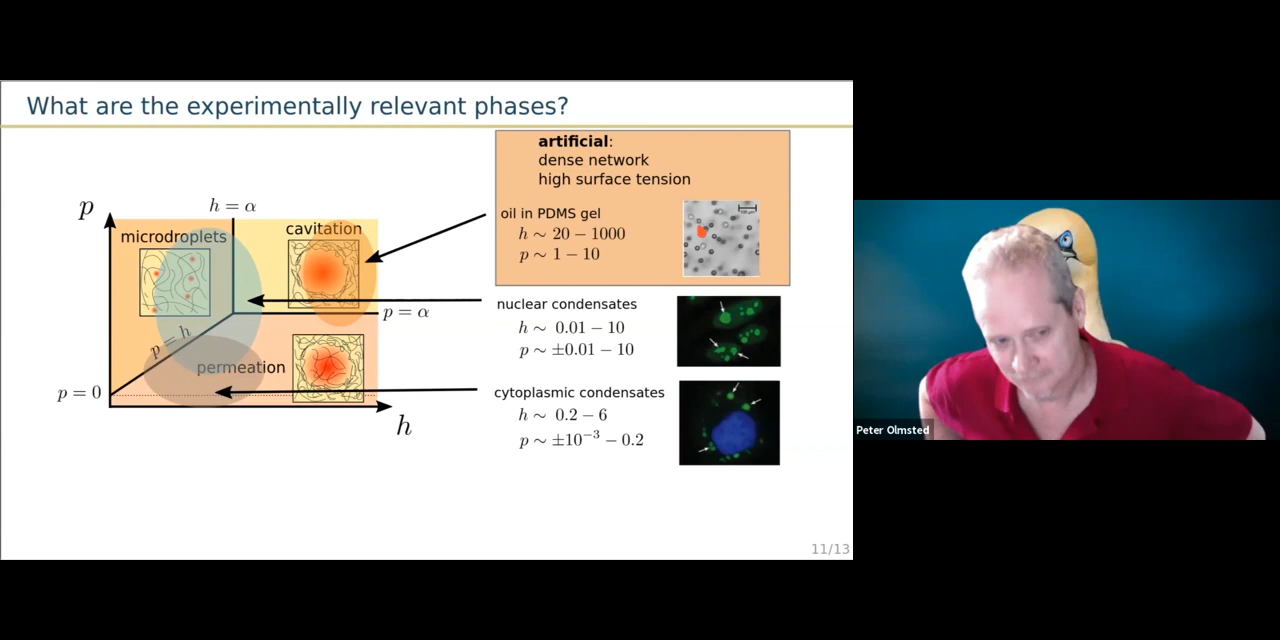 What are the experimentally relevant phases?
artificial:
dense network
high surface tension
oil in PDMS gel
h ∼ 20 − 1000
p ∼ 1 − 10
p
h = α
microdroplets
cavitation
p = α
p = h
permeation
p = 0
h
nuclear condensates
h ∼ 0.01 − 10
p ∼ ±0.01 − 10
cytoplasmic condensates
h ∼ 0.2 − 6
p ∼ ±10⁻³ − 0.2
11/13
Peter Olmsted